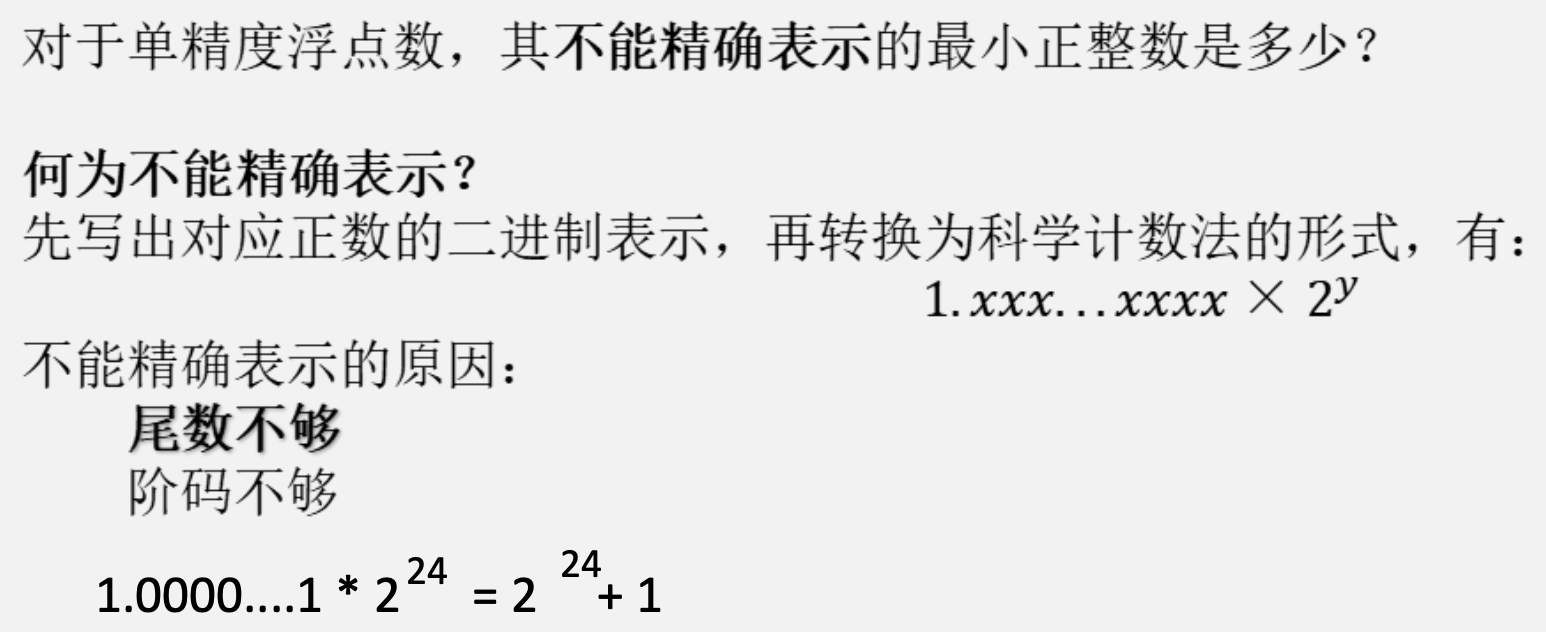 对于单精度浮点数，其不能精确表示的最小正整数是多少？
何为不能精确表示？
先写出对应正数的二进制表示，再转换为科学计数法的形式，有：
1.xxx...xxxx × 2^y
不能精确表示的原因：
尾数不够
阶码不够
1.0000....1 * 2^24 = 2^24 + 1